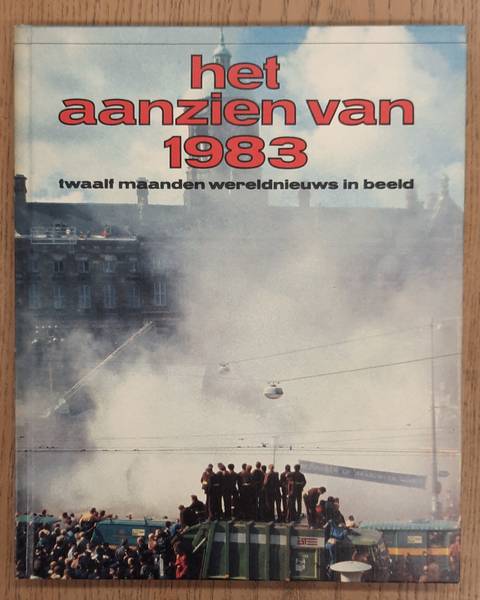 het
aanzien van
1983
twaalf maanden wereldnieuws in beeld